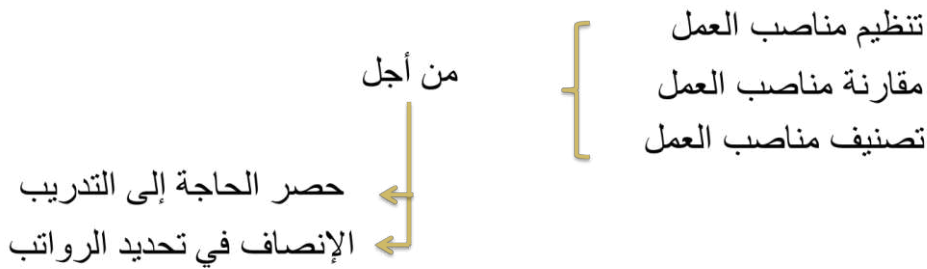 تنظيم مناصب العمل
مقارنة مناصب العمل
تصنيف مناصب العمل
من أجل
حصر الحاجة إلى التدريب
الإنصاف في تحديد الرواتب